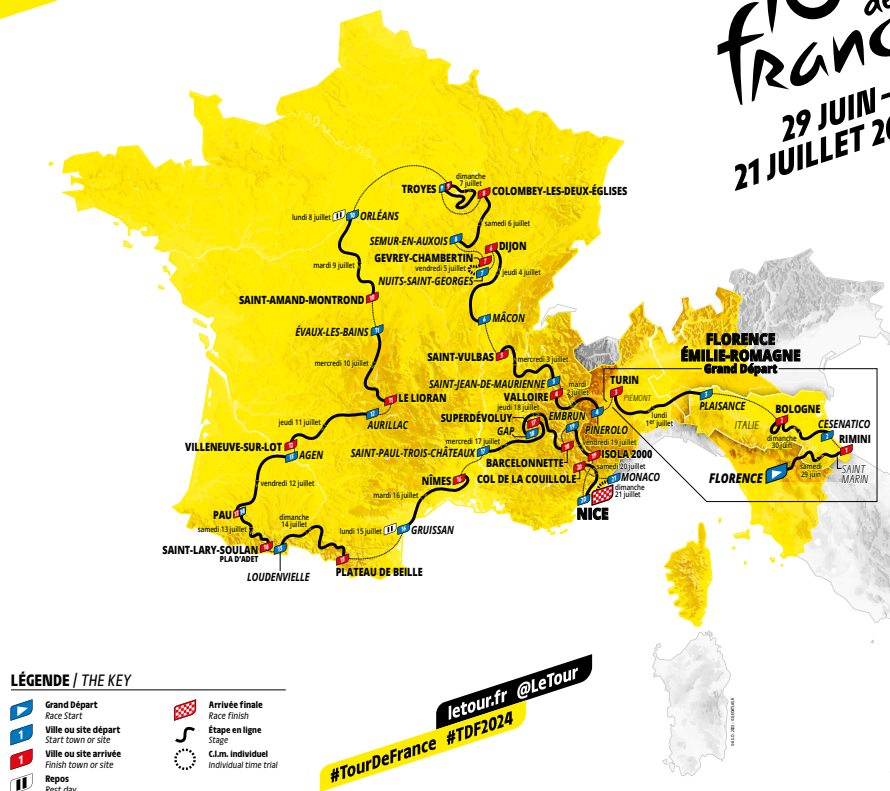 de
franc
29 JUIN –
21 JUILLET 20
TROYES
dimanche
7 juillet
COLOMBEY-LES-DEUX-ÉGLISES
lundi 8 juillet
ORLÉANS
samedi 6 juillet
SEMUR-EN-AUXOIS
DIJON
GEVREY-CHAMBERTIN
vendredi 5 juillet
jeudi 4 juillet
NUITS-SAINT-GEORGES
mardi 9 juillet
SAINT-AMAND-MONTROND
MÂCON
ÉVAUX-LES-BAINS
mercredi 10 juillet
SAINT-VULBAS
mercredi 3 juillet
SAINT-JEAN-DE-MAURIENNE
mardi
2 juillet
VALLOIRE
LE LIORAN
AURILLAC
jeudi 11 juillet
jeudi 18 juillet
SUPERDÉVOLUY
EMBRUN
GAP
PINEROLO
VILLENEUVE-SUR-LOT
AGEN
mercredi 17 juillet
SAINT-PAUL-TROIS-CHÂTEAUX
vendredi 19 juillet
ISOLA 2000
BARCELONNETTE
samedi 20 juillet
COL DE LA COUILLOLE
MONACO
dimanche
21 juillet
NICE
vendredi 12 juillet
NÎMES
mardi 16 juillet
PAU
samedi 13 juillet
dimanche
14 juillet
lundi 15 juillet
GRUISSAN
SAINT-LARY-SOULAN
PLA D'ADET
LOUDENVIELLE
PLATEAU DE BEILLE
FLORENCE
ÉMILIE-ROMAGNE
Grand Départ
TURIN
PIÉMONT
lundi
1er juillet
PLAISANCE
ITALIE
BOLOGNE
dimanche
30 juin
CESENATICO
RIMINI
samedi
29 juin
SAINT
MARIN
FLORENCE
LÉGENDE / THE KEY
Grand Départ
Race Start
1
Ville ou site départ
Start town or site
1
Ville ou site arrivée
Finish town or site
Repos
Rest day
Arrivée finale
Race finish
Étape en ligne
Stage
C.l.m. individuel
Individual time trial
letour.fr @LeTour
#TourDeFrance #TDF2024